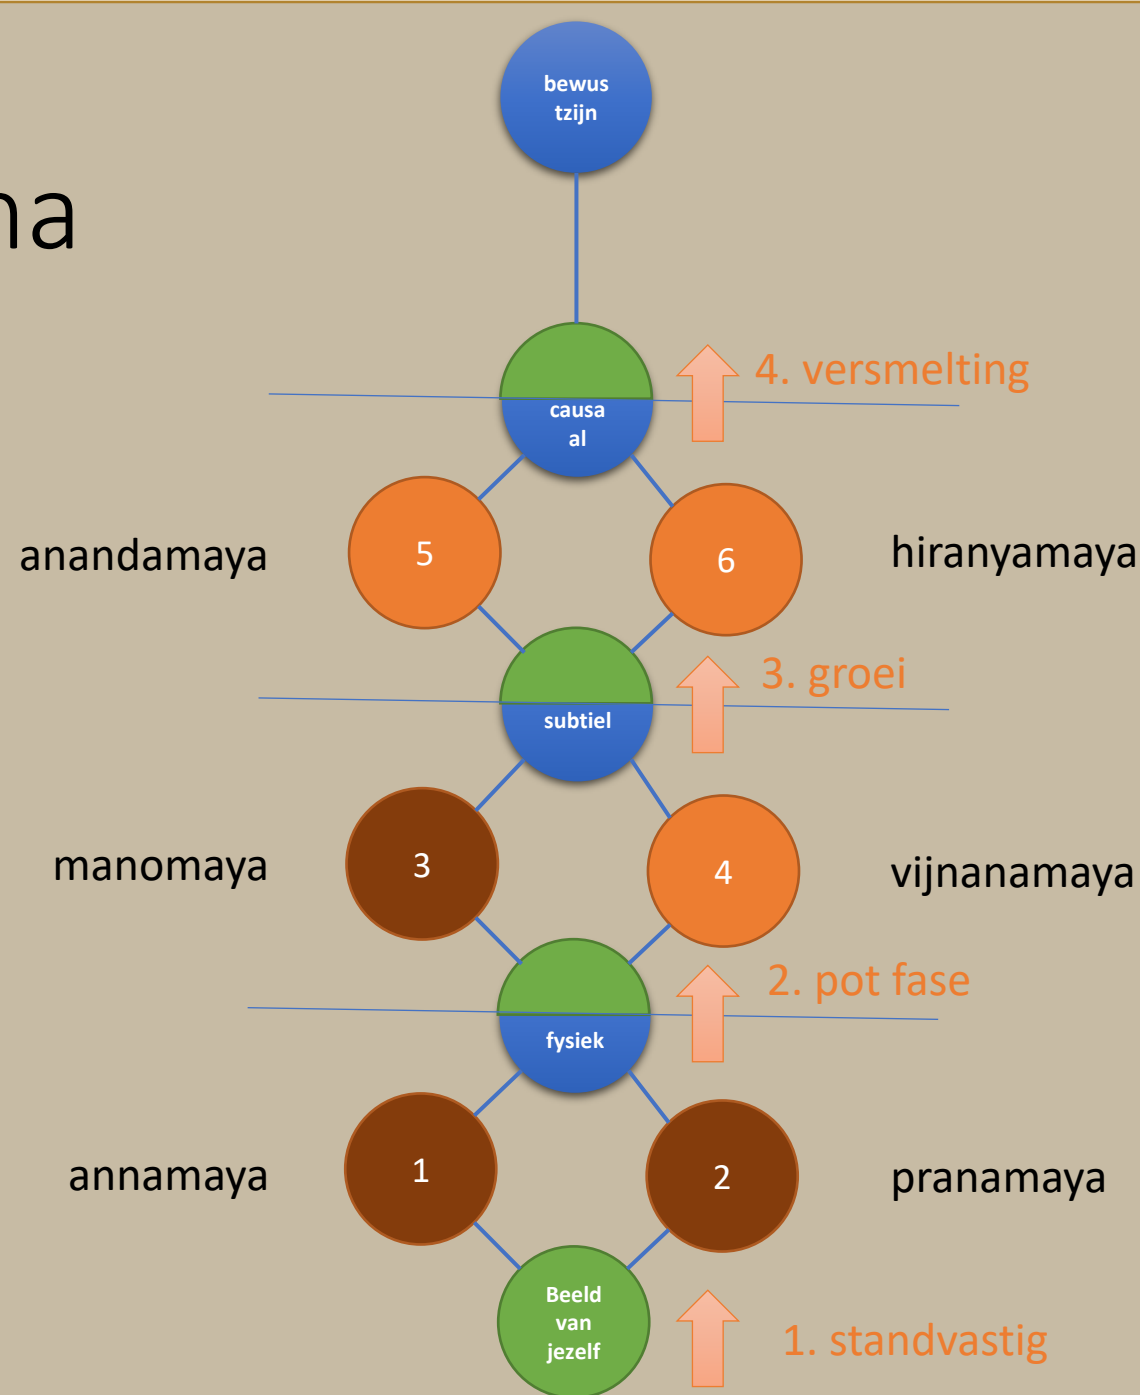 bewus
tzijn
na
4. versmelting
causa
al
anandamaya
5
6
hiranyamaya
3. groei
subtiel
manomaya
3
4
vijnanamaya
2. pot fase
fysiek
annamaya
1
2
pranamaya
Beeld
van
jezelf
1. standvastig